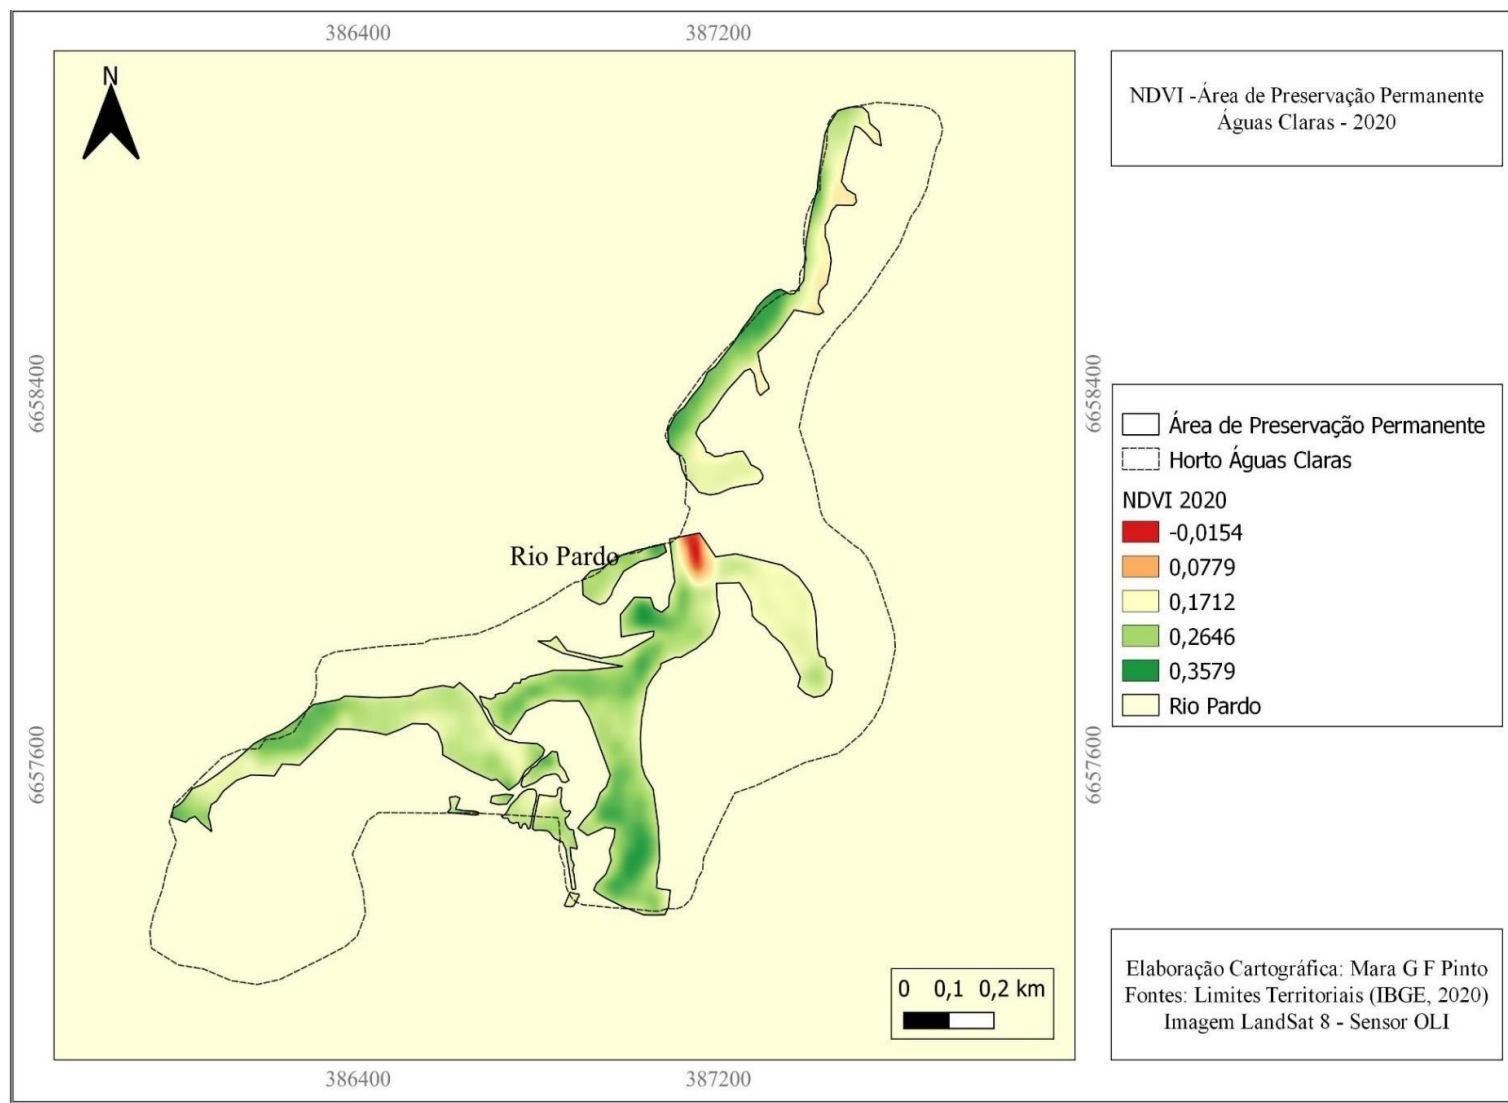 386400
387200
N
NDVI -Área de Preservação Permanente
Águas Claras - 2020
6658400
6658400
Área de Preservação Permanente
Horto Águas Claras
NDVI 2020
-0,0154
0,0779
0,1712
0,2646
0,3579
Rio Pardo
Rio Pardo
6657600
6657600
0 0,1 0,2 km
Elaboração Cartográfica: Mara G F Pinto
Fontes: Limites Territoriais (IBGE, 2020)
Imagem LandSat 8 - Sensor OLI
386400
387200